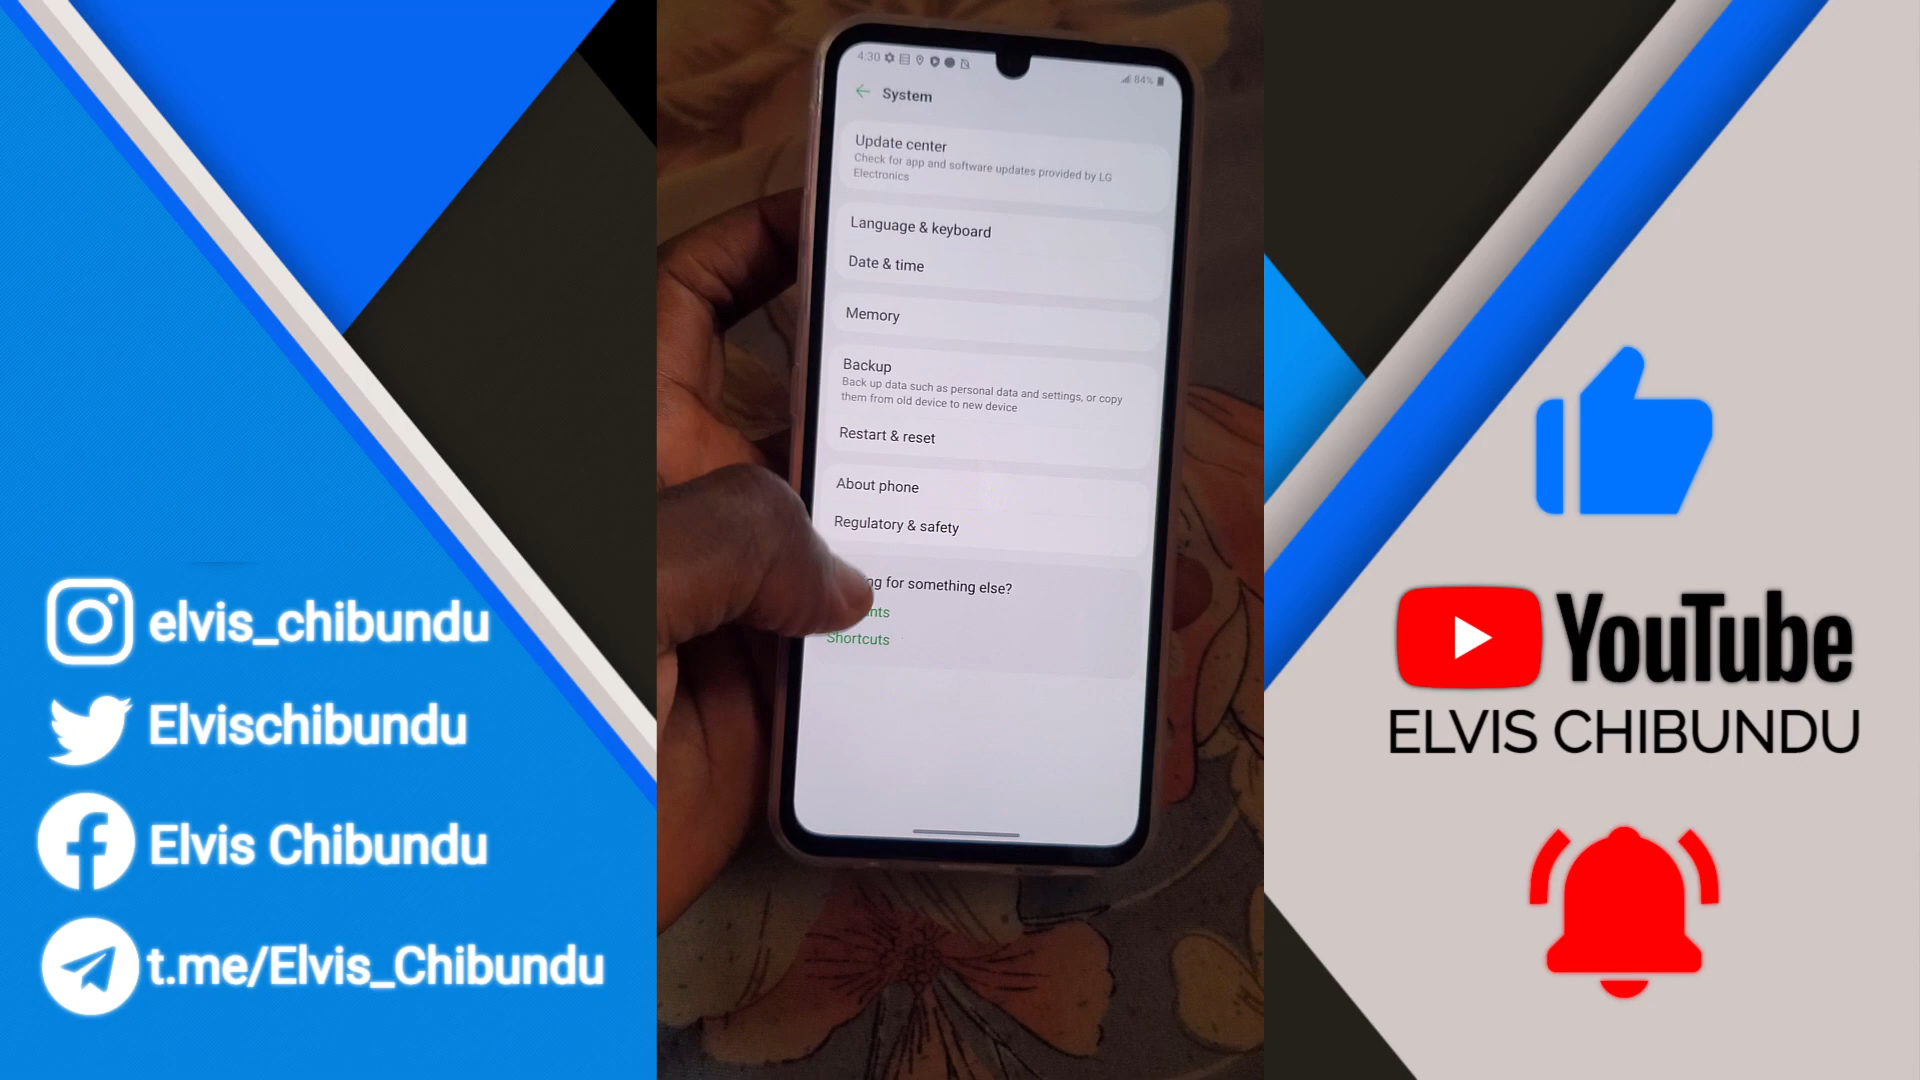 elvis_chibundu
Elvischibundu
Elvis Chibundu
t.me/Elvis_Chibundu
4:30
84%
System
Update center
Check for app and software updates provided by LG
Electronics
Language & keyboard
Date & time
Memory
Backup
Back up data such as personal data and settings, or copy
them from old device to new device
Restart & reset
About phone
Regulatory & safety
for something else?
Shortcuts
YouTube
ELVIS CHIBUNDU